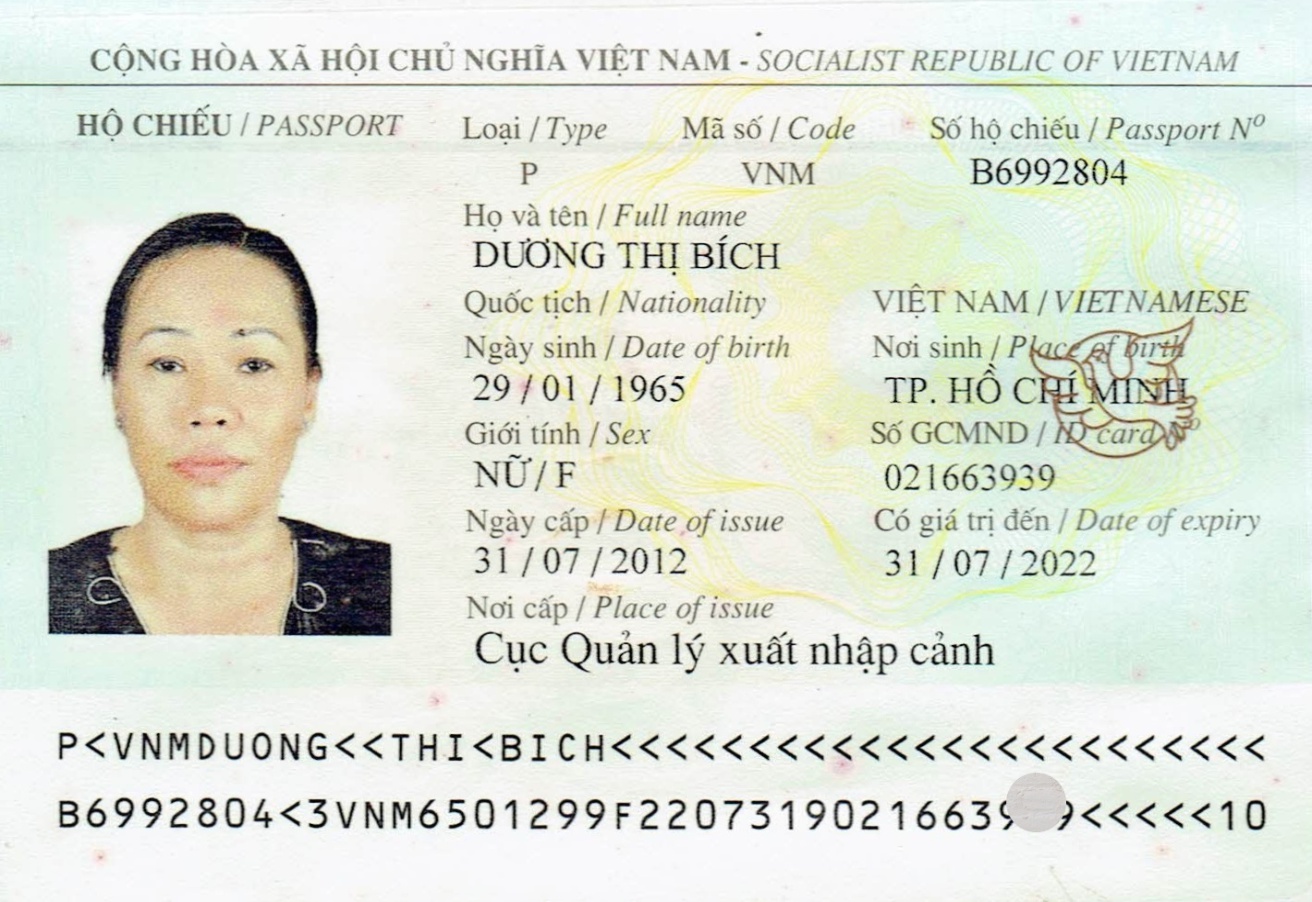 CỘNG HÒA XÃ HỘI CHỦ NGHĨA VIỆT NAM - SOCIALIST REPUBLIC OF VIETNAM
HỘ CHIẾU / PASSPORT Loại / Type Mã số / Code Số hộ chiếu / Passport Nº
P VNM B6992804
Họ và tên / Full name
DƯƠNG THỊ BÍCH
Quốc tịch / Nationality VIỆT NAM / VIETNAMESE
Ngày sinh / Date of birth Nơi sinh / Place of birth
29 / 01 / 1965 TP. HỒ CHÍ MINH
Giới tính / Sex Số GCMND / ID card Nº
NỮ / F 021663939
Ngày cấp / Date of issue Có giá trị đến / Date of expiry
31 / 07 / 2012 31 / 07 / 2022
Nơi cấp / Place of issue
Cục Quản lý xuất nhập cảnh
P<VNMDUONG<<THI<BICH<<<<<<<<<<<<<<<<<<<<<<<<
B6992804<3VNM6501299F22073190216639 9<<<<<10